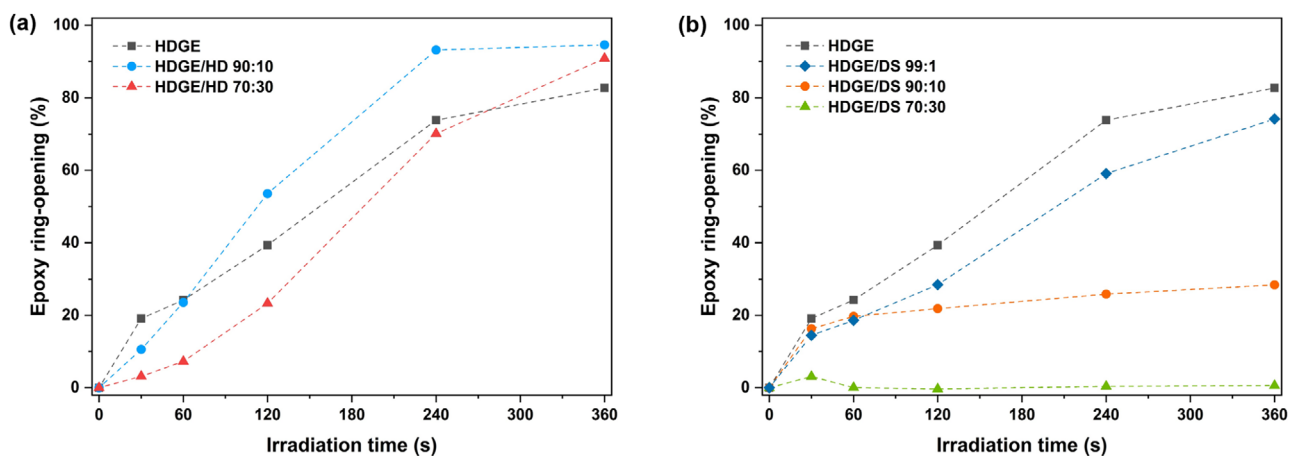 (a)
HDGE
HDGE/HD 90:10
HDGE/HD 70:30
Epoxy ring-opening (%)
100
80
60
40
20
0
0 60 120 180 240 300 360
Irradiation time (s)
(b)
HDGE
HDGE/DS 99:1
HDGE/DS 90:10
HDGE/DS 70:30
Epoxy ring-opening (%)
100
80
60
40
20
0
0 60 120 180 240 300 360
Irradiation time (s)